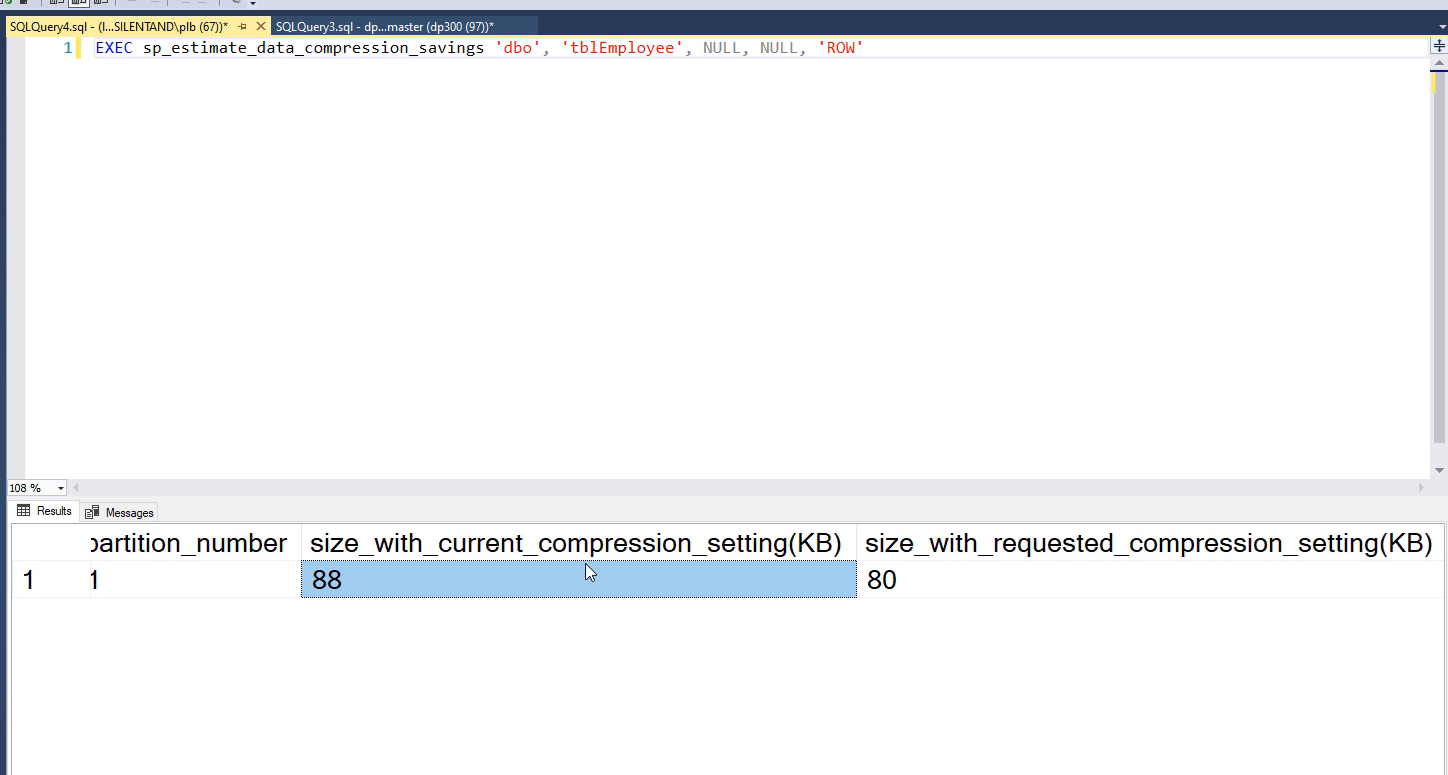 SQLQuery4.sql - (l...SILENTAND\plb (67))* SQLQuery3.sql - dp...master (dp300 (97))*
1 EXEC sp_estimate_data_compression_savings 'dbo', 'tblEmployee', NULL, NULL, 'ROW'
108 %
Results Messages
partition_number size_with_current_compression_setting(KB) size_with_requested_compression_setting(KB)
1 1 88 80